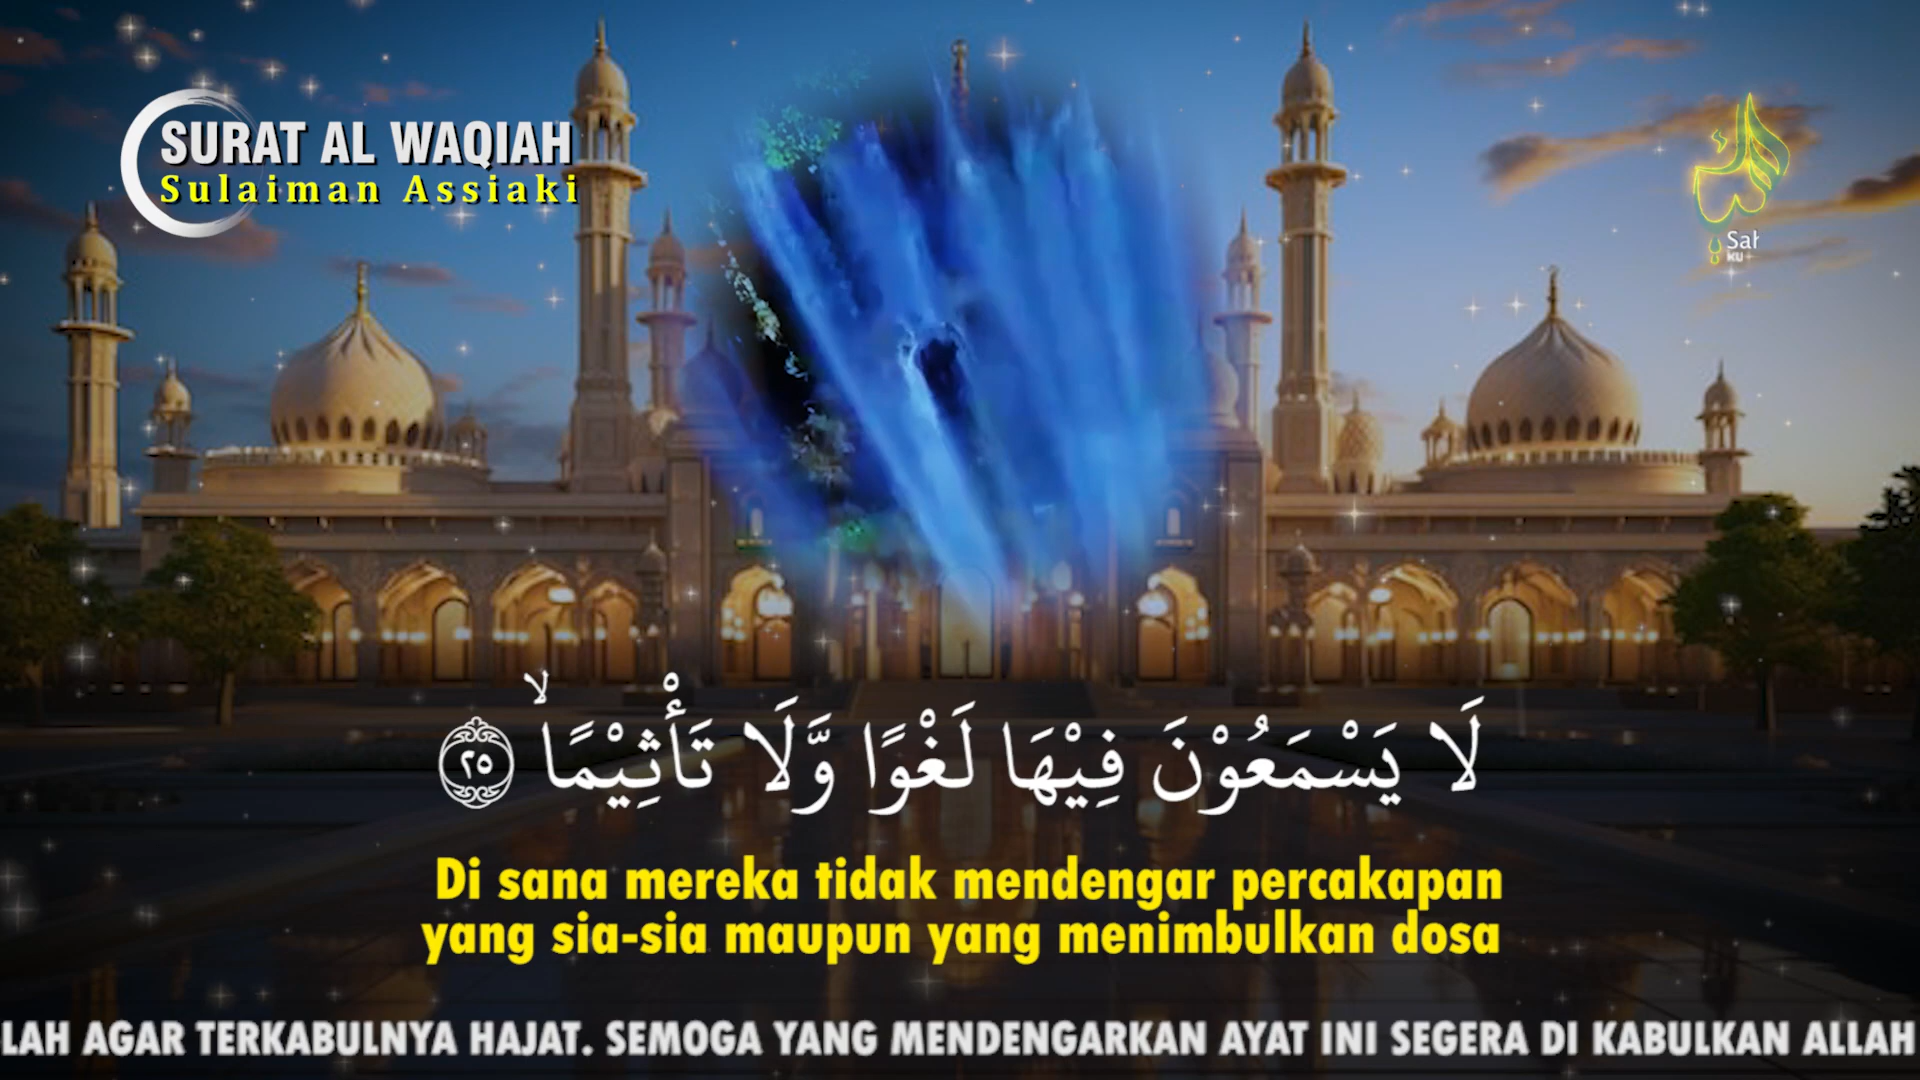 SURAT AL WAQIAH
Sulaiman Assiaki
لَا يَسْمَعُوْنَ فِيْهَا لَغْوًا وَّلَا تَأْثِيْمًاۙ ٢٥
Di sana mereka tidak mendengar percakapan
yang sia-sia maupun yang menimbulkan dosa
LAH AGAR TERKABULNYA HAJAT. SEMOGA YANG MENDENGARKAN AYAT INI SEGERA DI KABULKAN ALLAH